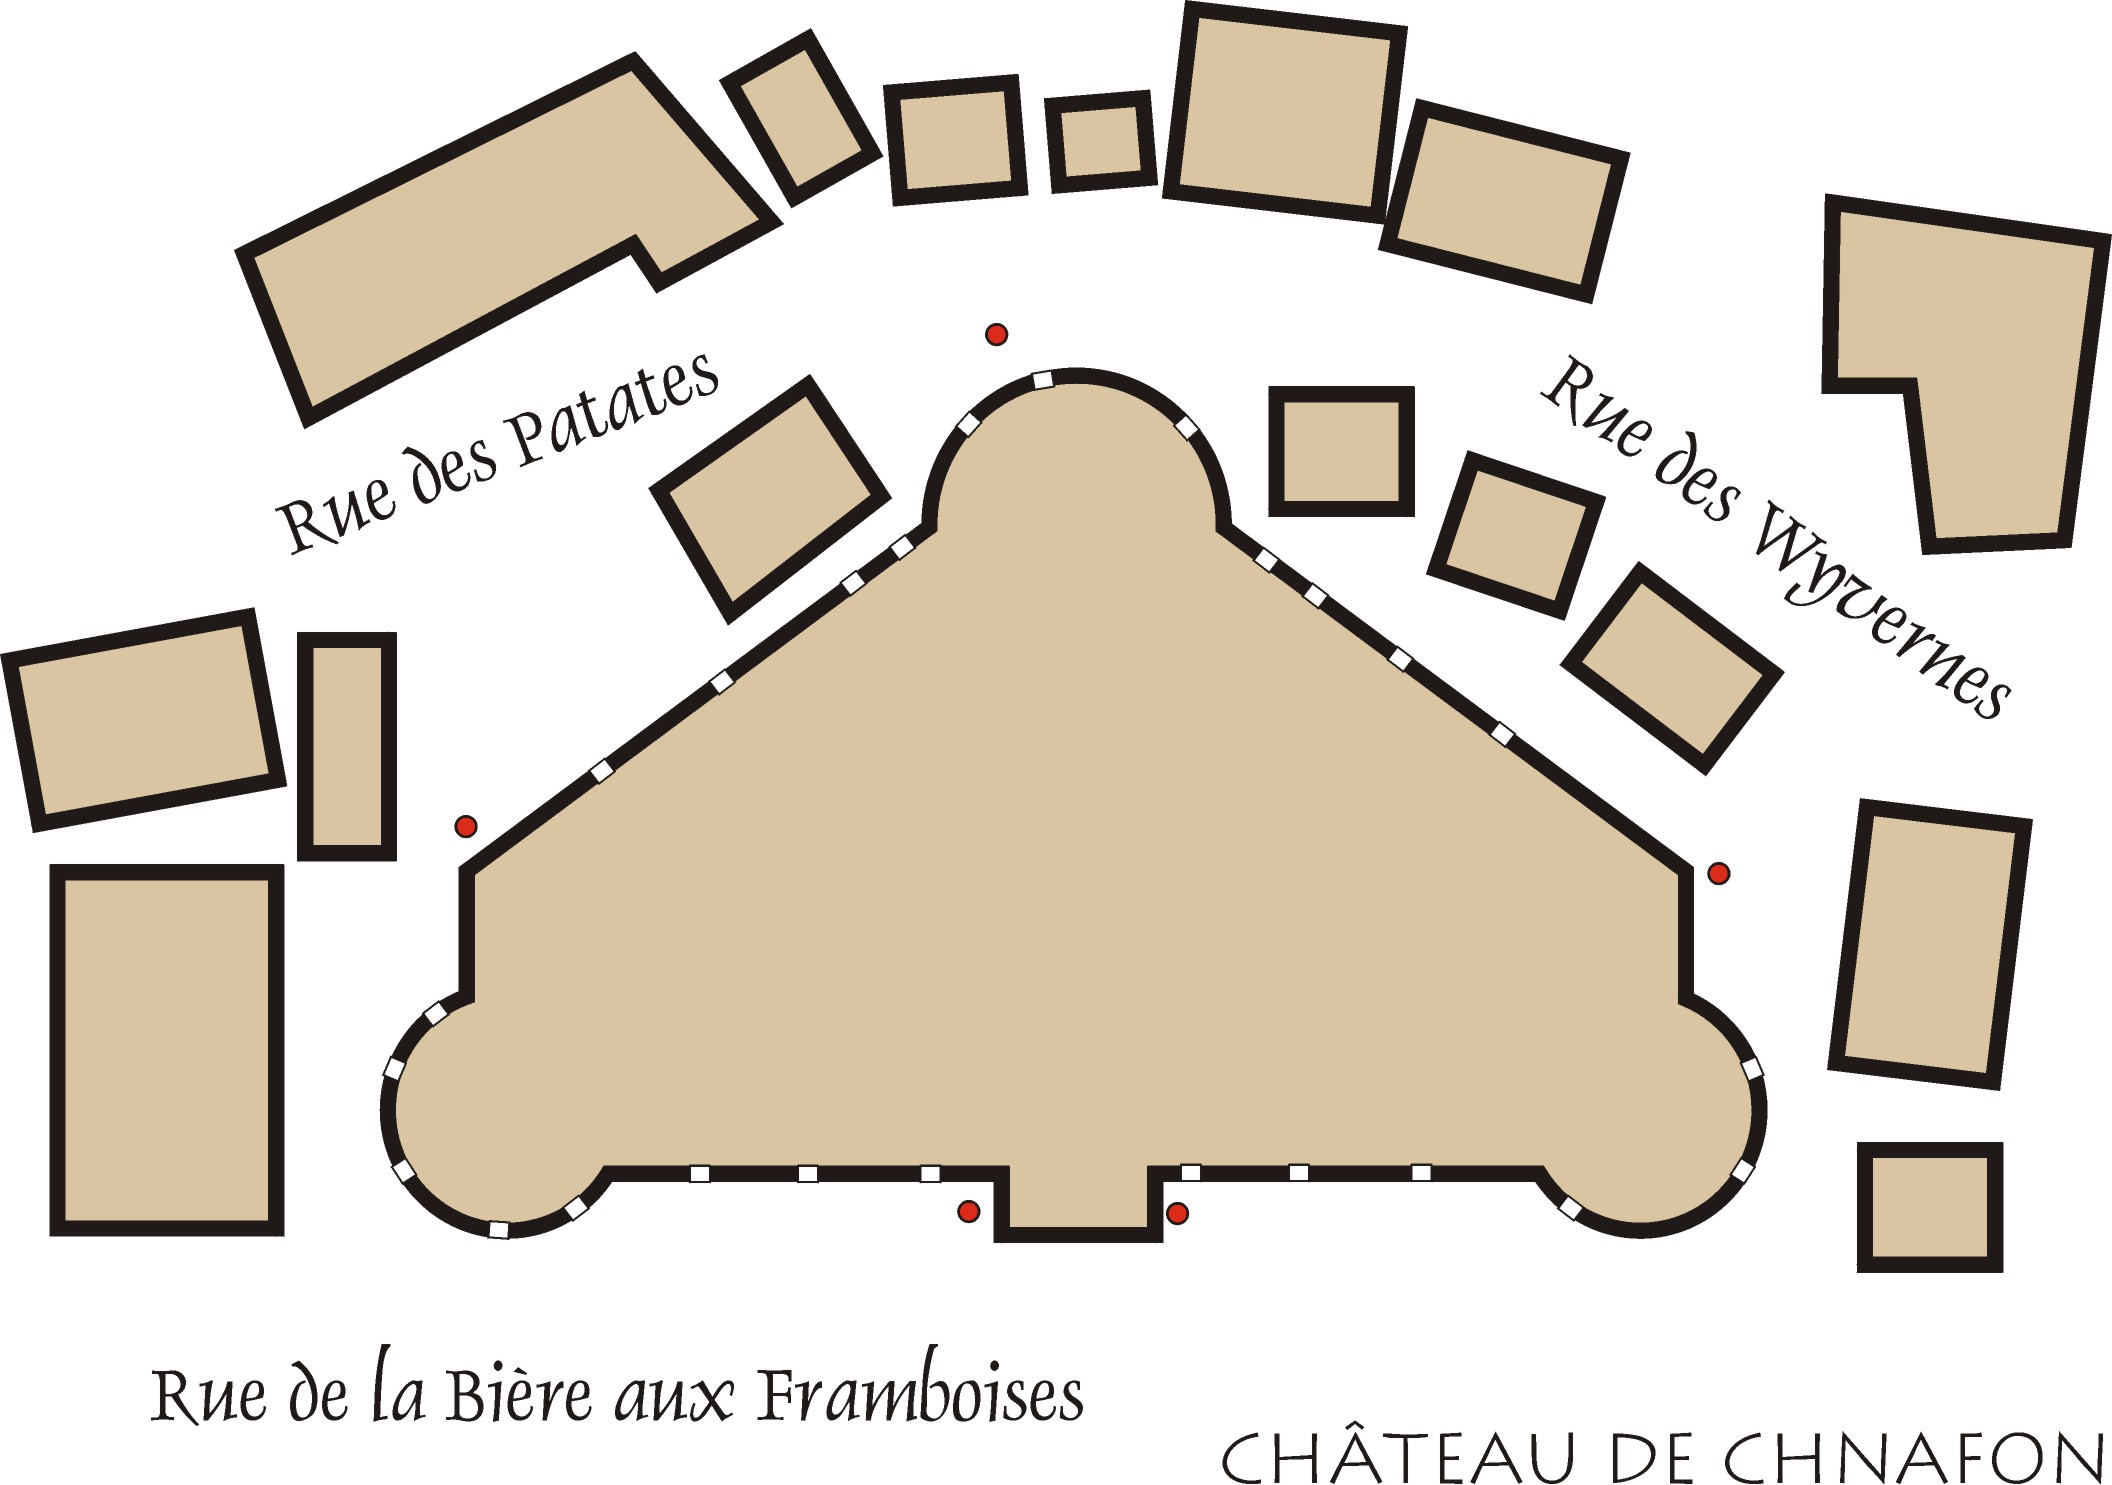 Rue des Patates
Rue des Wyvernes
Rue de la Bière aux Framboises
CHÂTEAU DE CHNAFON